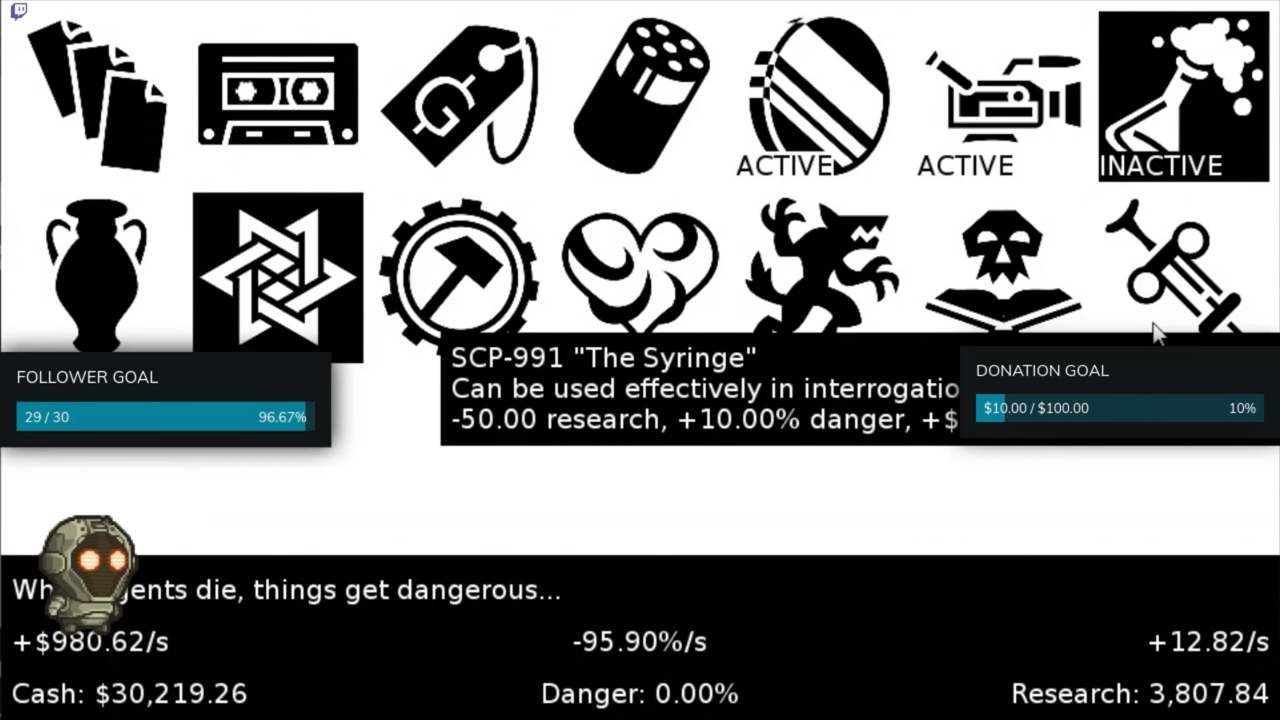 G
ACTIVE
ACTIVE
INACTIVE
SCP-991 "The Syringe"
Can be used effectively in interrogatio
-50.00 research, +10.00% danger, +$
FOLLOWER GOAL
29 / 30 96.67%
DONATION GOAL
$10.00 / $100.00 10%
Wh ents die, things get dangerous...
+$980.62/s -95.90%/s +12.82/s
Cash: $30,219.26 Danger: 0.00% Research: 3,807.84